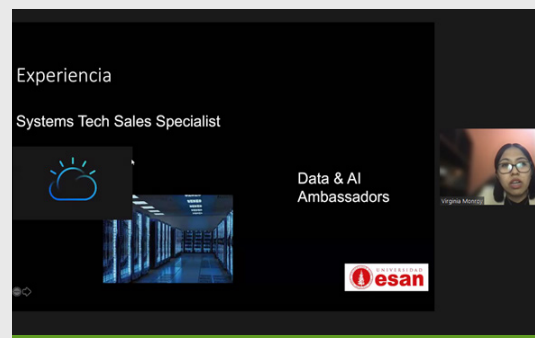 Experiencia
Systems Tech Sales Specialist
Data & AI
Ambassadors
UNIVERSIDAD
esan
Virginia Monroy